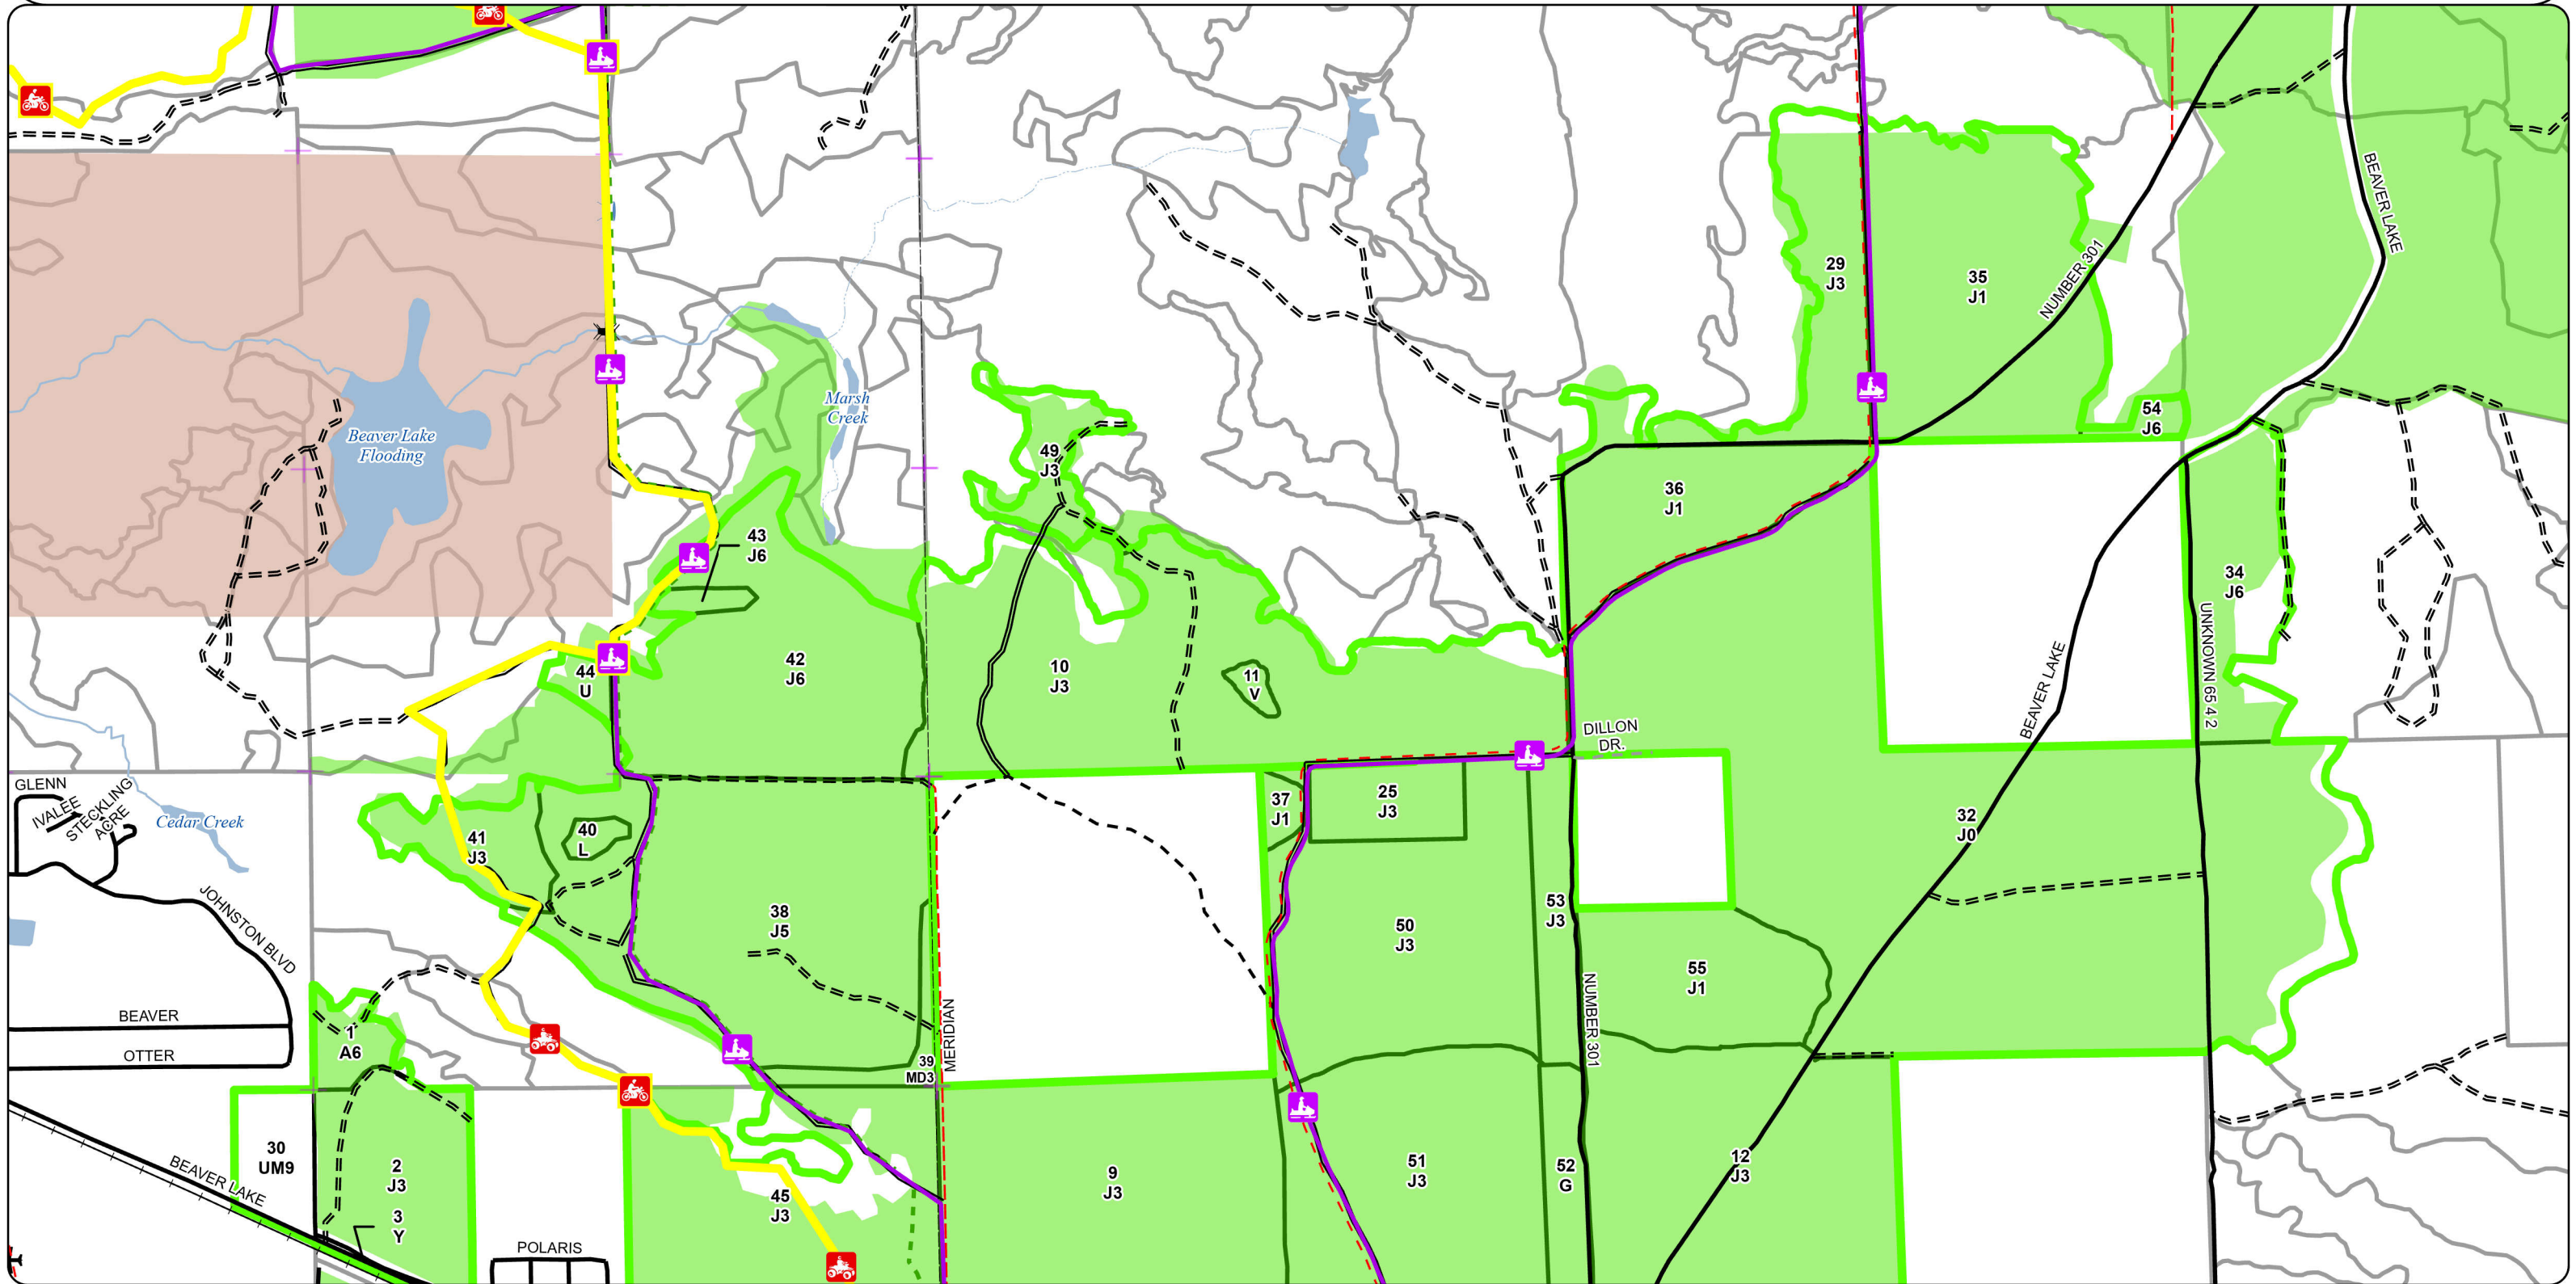 BEAVER LAKE
NUMBER 301
29
J3
35
J1
Marsh
Creek
54
J6
Beaver Lake
Flooding
49
J3
36
J1
43
J6
34
J6
UNKNOWN 65 4 2
44
U
42
J6
10
J3
11
V
BEAVER LAKE
DILLON
DR.
GLENN
IVALEE
STECKLING
ACRE
Cedar Creek
41
J3
40
L
37
J1
25
J3
32
J0
JOHNSTON BLVD
38
J5
50
J3
53
J3
55
J1
NUMBER 301
BEAVER
OTTER
1
A6
39
MD3
MERIDIAN
30
UM9
2
J3
3
Y
BEAVER LAKE
45
J3
9
J3
51
J3
52
G
12
J3
POLARIS